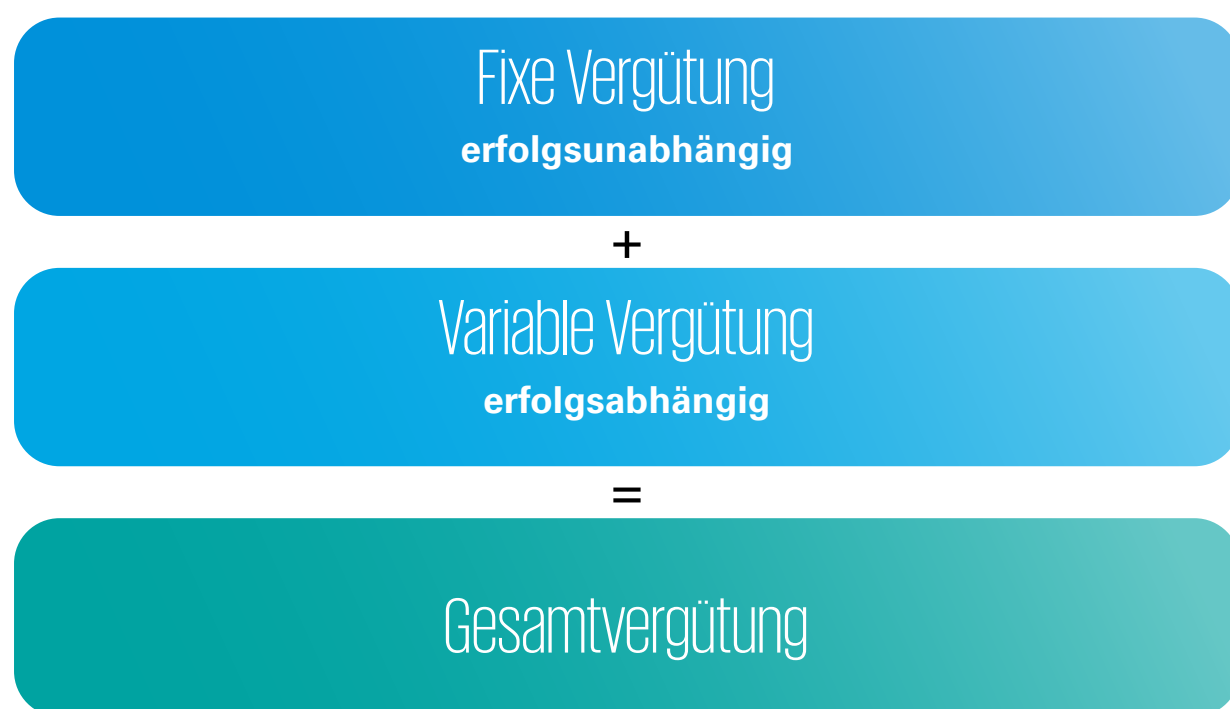 Fixe Vergütung
erfolgsunabhängig
+
Variable Vergütung
erfolgsabhängig
=
Gesamtvergütung